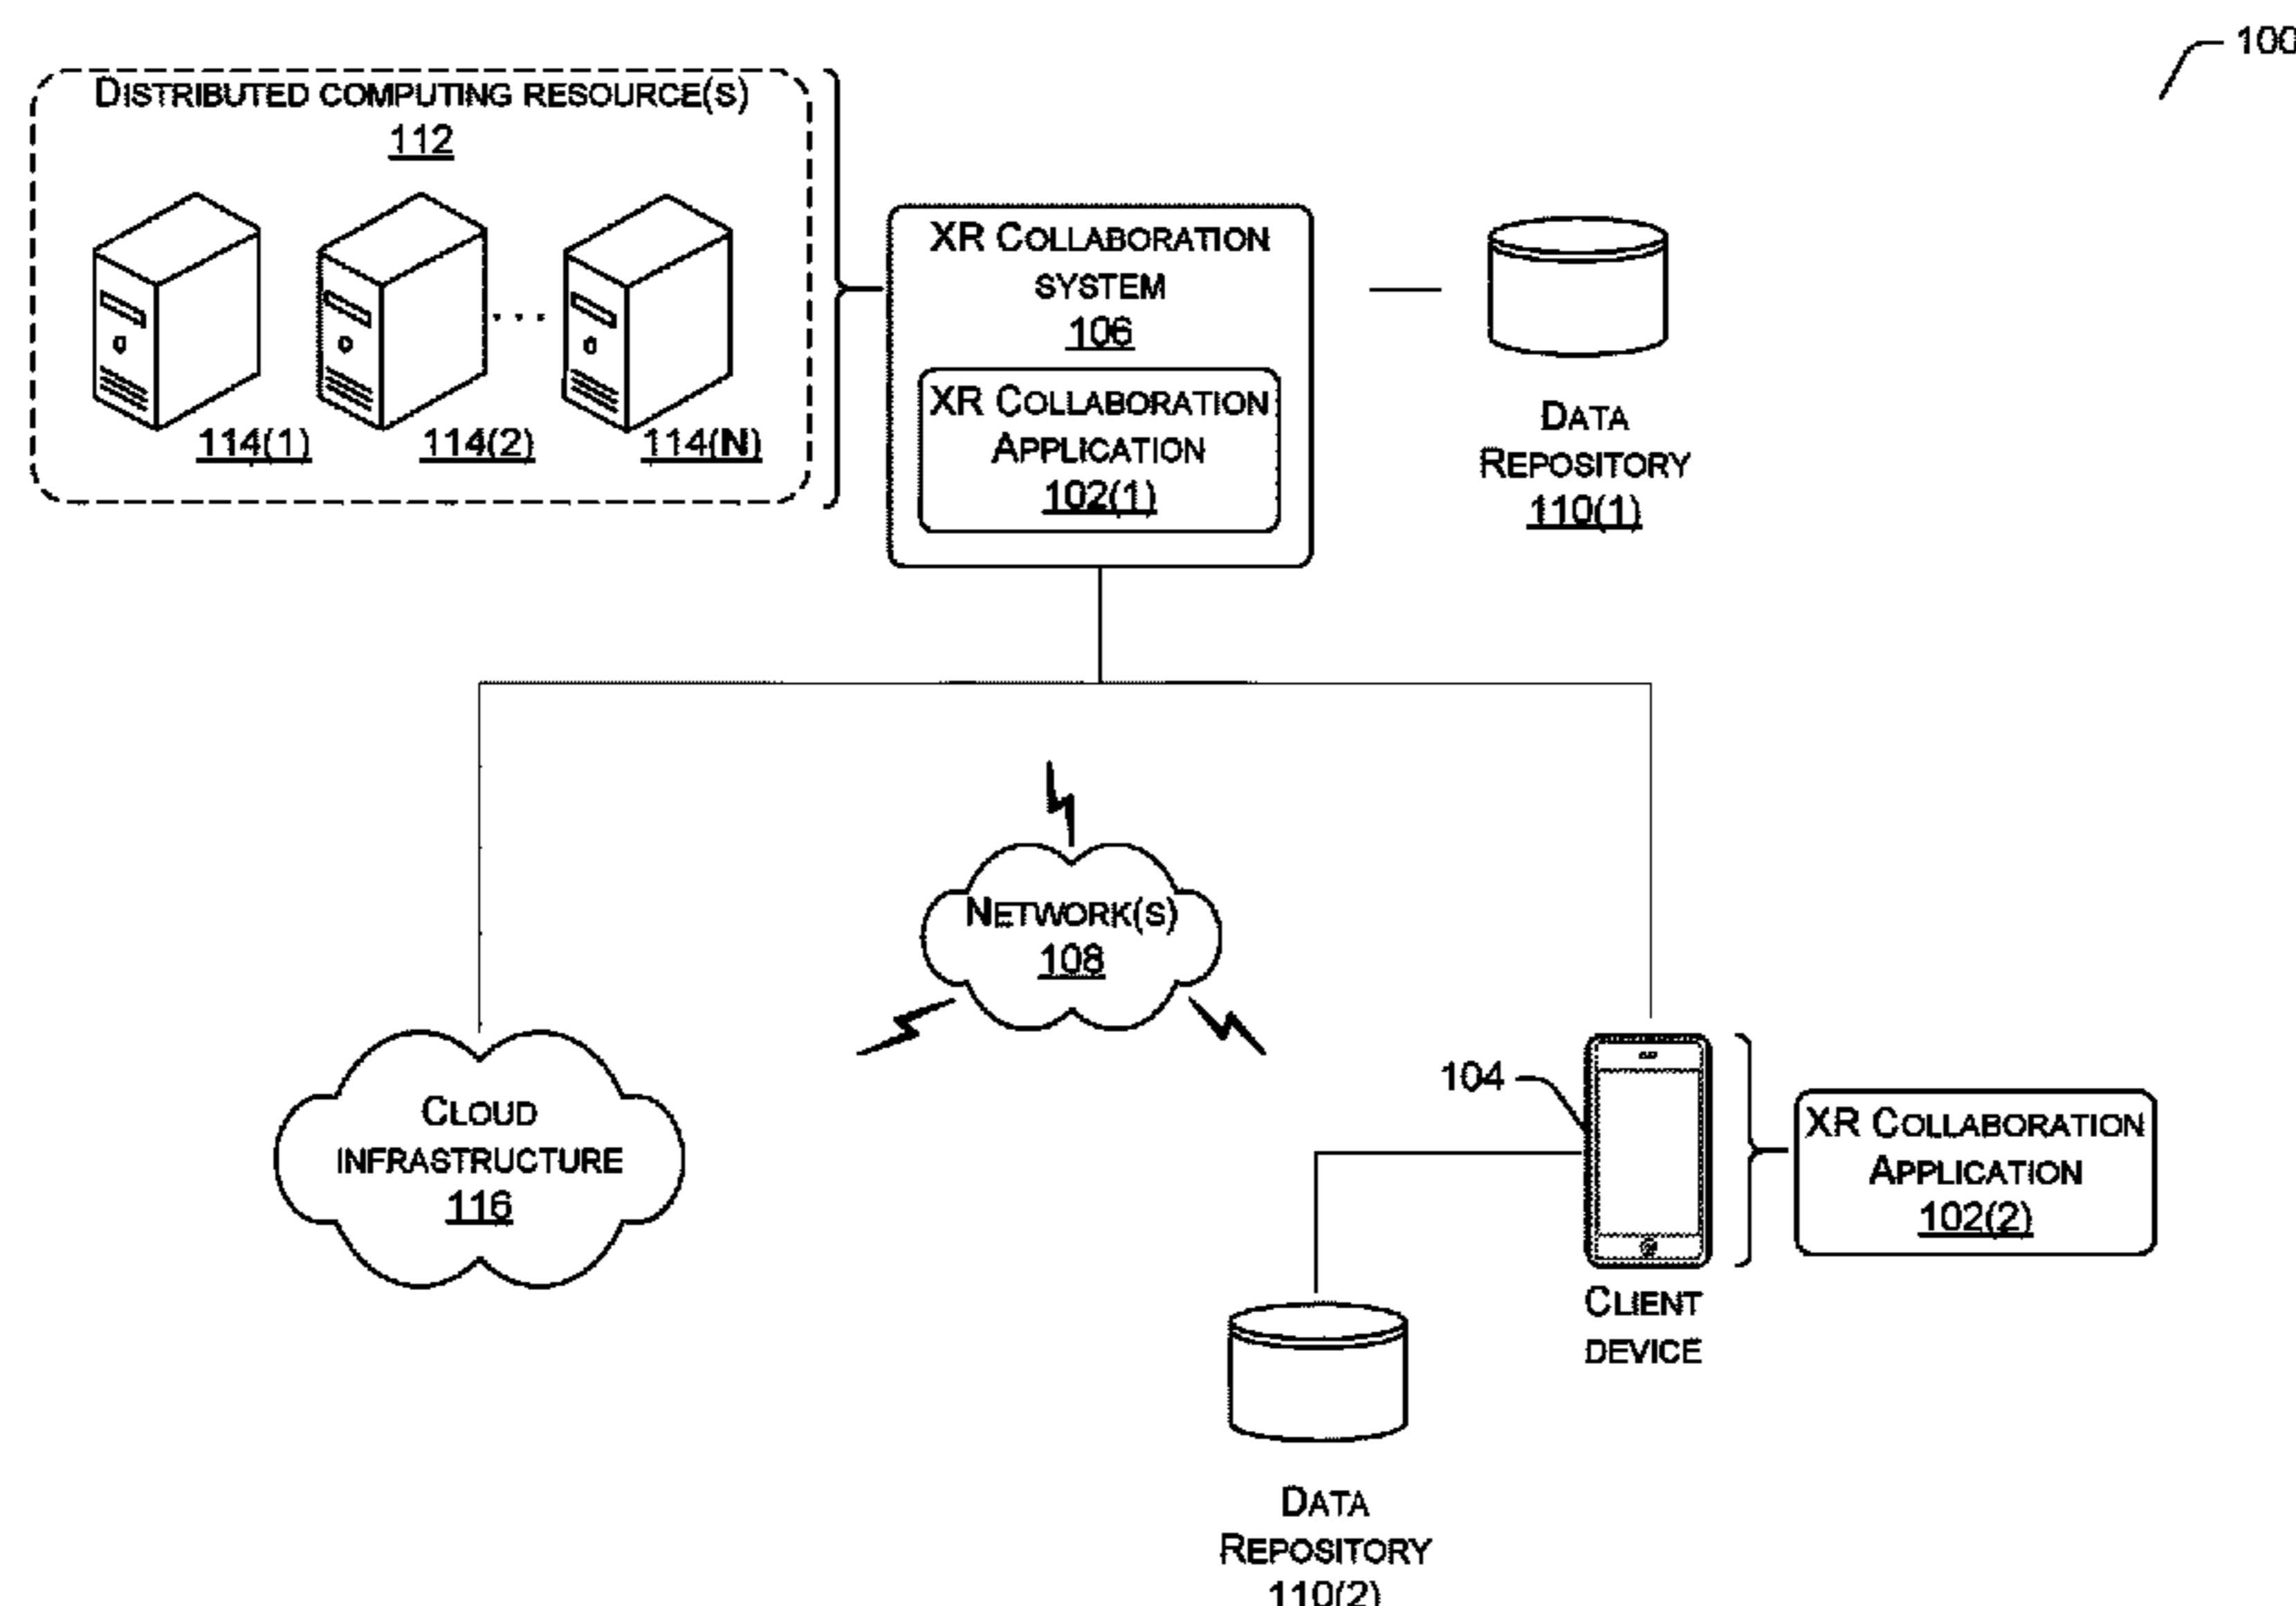 100
DISTRIBUTED COMPUTING RESOURCE(S)
112
114(1)
114(2)
...
114(N)
XR COLLABORATION
SYSTEM
106
XR COLLABORATION
APPLICATION
102(1)
DATA
REPOSITORY
110(1)
NETWORK(S)
108
CLOUD
INFRASTRUCTURE
116
104
CLIENT
DEVICE
XR COLLABORATION
APPLICATION
102(2)
DATA
REPOSITORY
110(2)